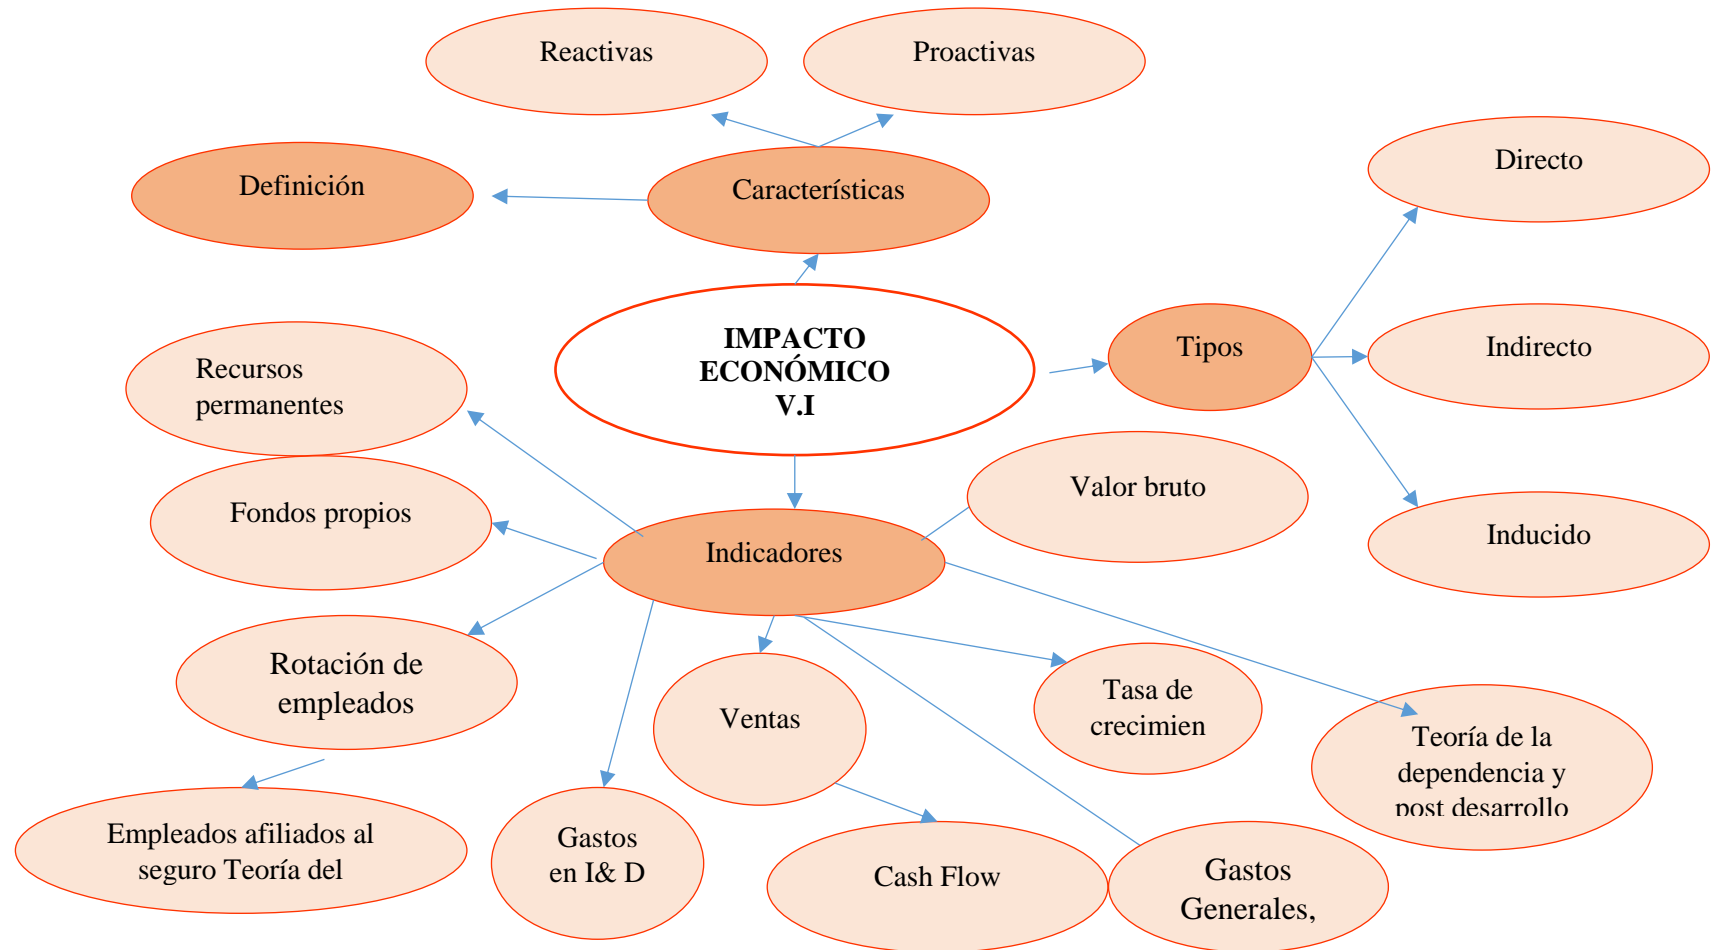 Reactivas
Proactivas
Definición
Características
Directo
IMPACTO
ECONÓMICO
V.I
Tipos
Indirecto
Recursos
permanentes
Valor bruto
Fondos propios
Indicadores
Inducido
Rotación de
empleados
Ventas
Tasa de
crecimien
Teoría de la
dependencia y
post desarrollo
Empleados afiliados al
seguro Teoría del
Gastos
en I& D
Cash Flow
Gastos
Generales,